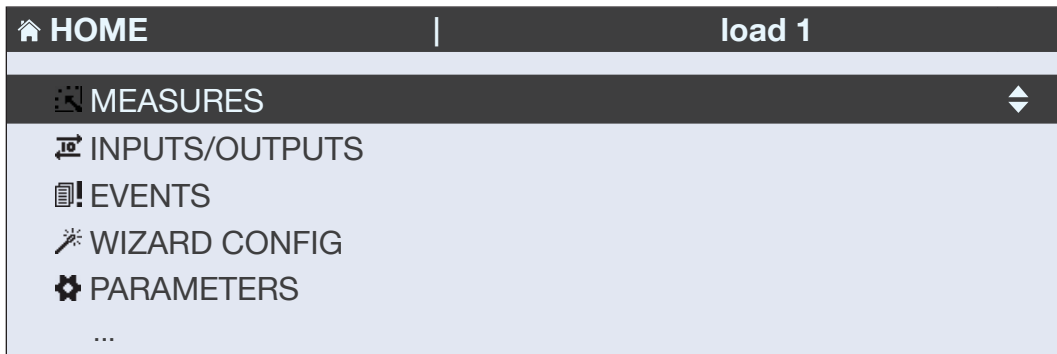 HOME | load 1
MEASURES
INPUTS/OUTPUTS
EVENTS
WIZARD CONFIG
PARAMETERS
...